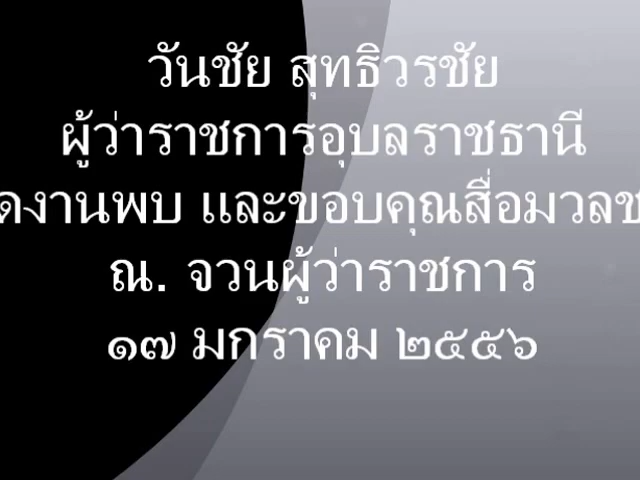 วันชัย สุทธิวรชัย
ผู้ว่าราชการอุบลราชธานี
ดงานพบ และขอบคุณสื่อมวลช
ณ. จวนผู้ว่าราชการ
๑๗ มกราคม ๒๕๕๖